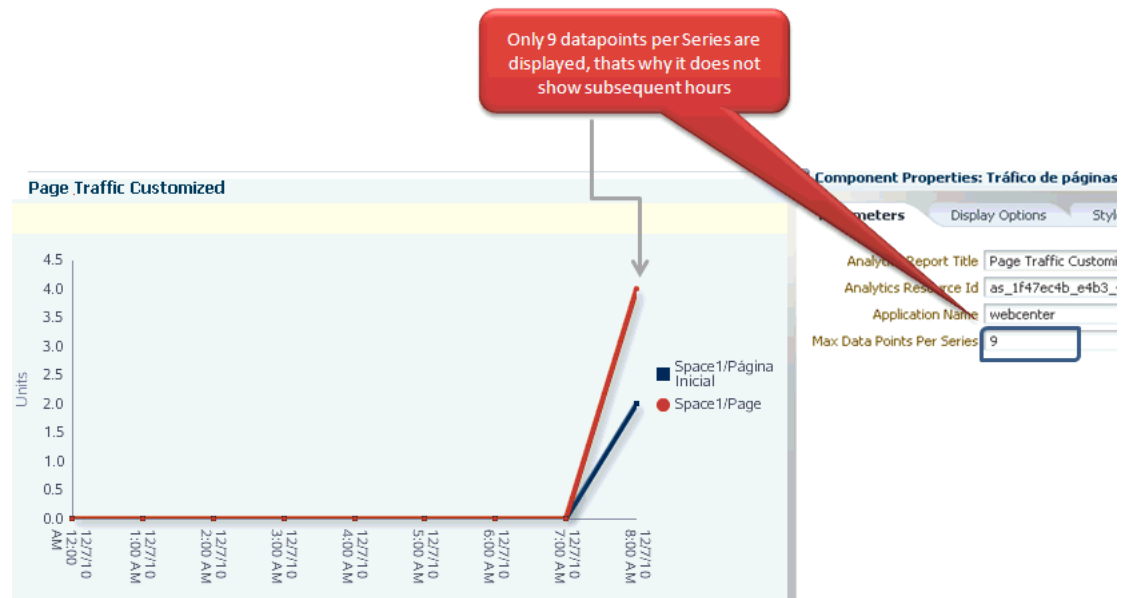 Only 9 datapoints per Series are
displayed, thats why it does not
show subsequent hours
Page Traffic Customized
4.5
4.0
3.5
3.0
2.5
2.0
1.5
1.0
0.5
0.0
Units
12/7/10
12:00
AM
12/7/10
1:00 AM
12/7/10
2:00 AM
12/7/10
3:00 AM
12/7/10
4:00 AM
12/7/10
5:00 AM
12/7/10
6:00 AM
12/7/10
7:00 AM
12/7/10
8:00 AM
Space1/Página
Inicial
Space1/Page
Component Properties: Tráfico de páginas
Display Options
Analytics Report Title Page Traffic Customi
Analytics Resource Id as_1f47ec4b_e4b3_
Application Name webcenter
Max Data Points Per Series 9